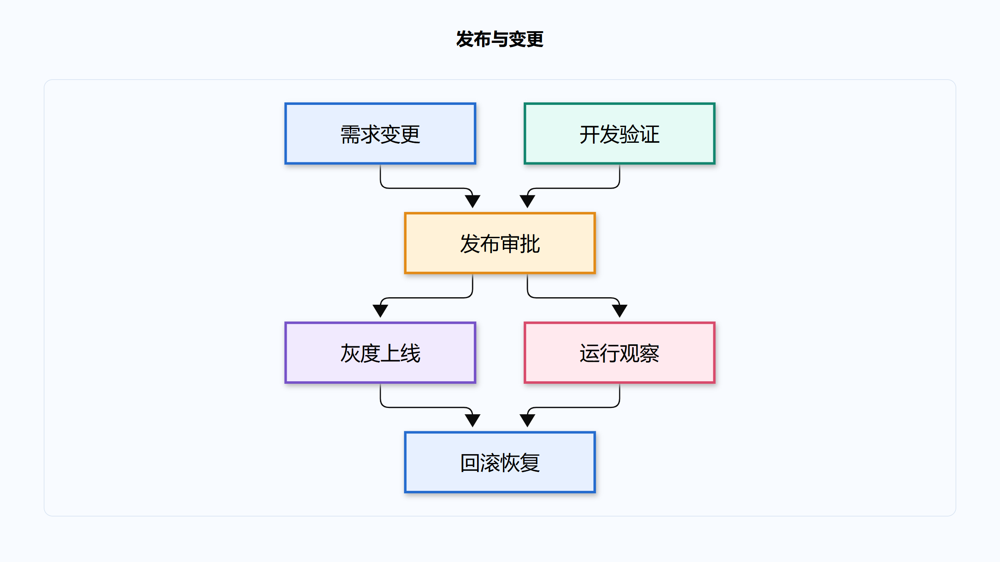 发布与变更
需求变更
开发验证
发布审批
灰度上线
运行观察
回滚恢复